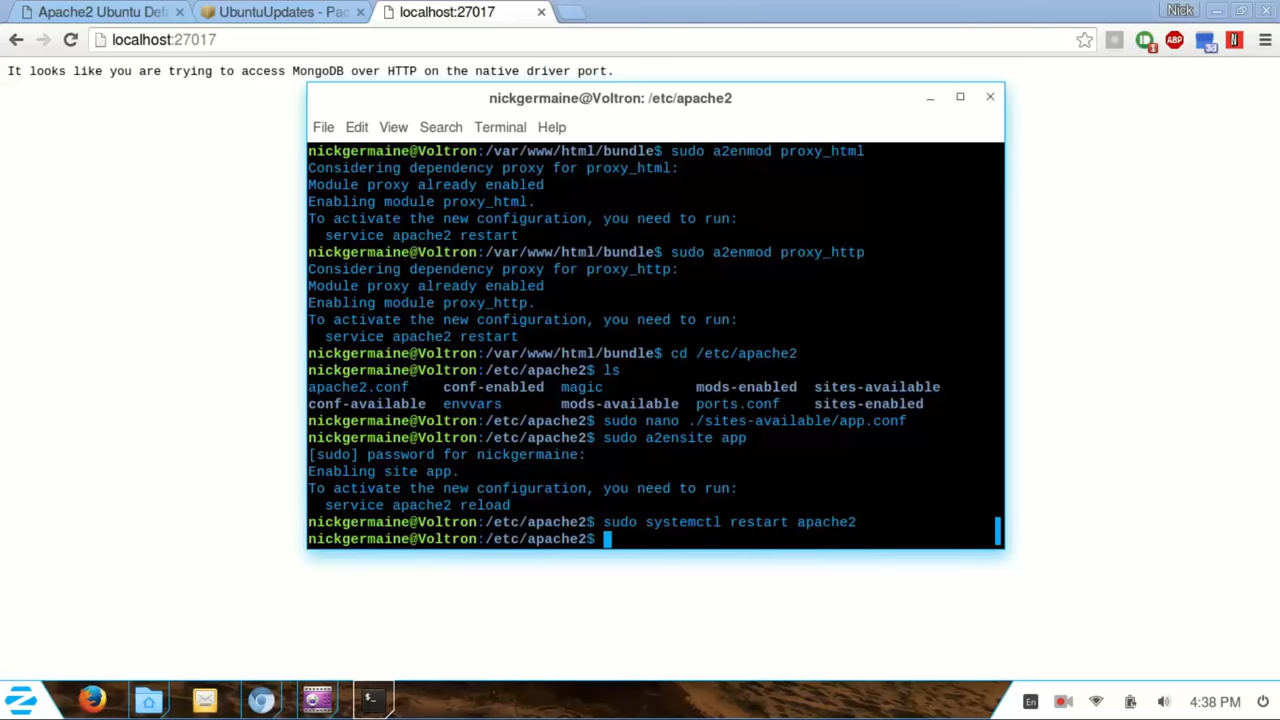 Apache2 Ubuntu Def
UbuntuUpdates - Pac
localhost:27017
Nick
localhost:27017
1
ABP
3d
N
It looks like you are trying to access MongoDB over HTTP on the native driver port.
nickgermaine@Voltron: /etc/apache2
File Edit View Search Terminal Help
nickgermaine@Voltron:/var/www/html/bundle$ sudo a2enmod proxy_html
Considering dependency proxy for proxy_html:
Module proxy already enabled
Enabling module proxy_html.
To activate the new configuration, you need to run:
  service apache2 restart
nickgermaine@Voltron:/var/www/html/bundle$ sudo a2enmod proxy_http
Considering dependency proxy for proxy_http:
Module proxy already enabled
Enabling module proxy_http.
To activate the new configuration, you need to run:
  service apache2 restart
nickgermaine@Voltron:/var/www/html/bundle$ cd /etc/apache2
nickgermaine@Voltron:/etc/apache2$ ls
apache2.conf    conf-enabled  magic           mods-enabled  sites-available
conf-available  envvars       mods-available  ports.conf    sites-enabled
nickgermaine@Voltron:/etc/apache2$ sudo nano ./sites-available/app.conf
nickgermaine@Voltron:/etc/apache2$ sudo a2ensite app
[sudo] password for nickgermaine:
Enabling site app.
To activate the new configuration, you need to run:
  service apache2 reload
nickgermaine@Voltron:/etc/apache2$ sudo systemctl restart apache2
nickgermaine@Voltron:/etc/apache2$
En
4:38 PM